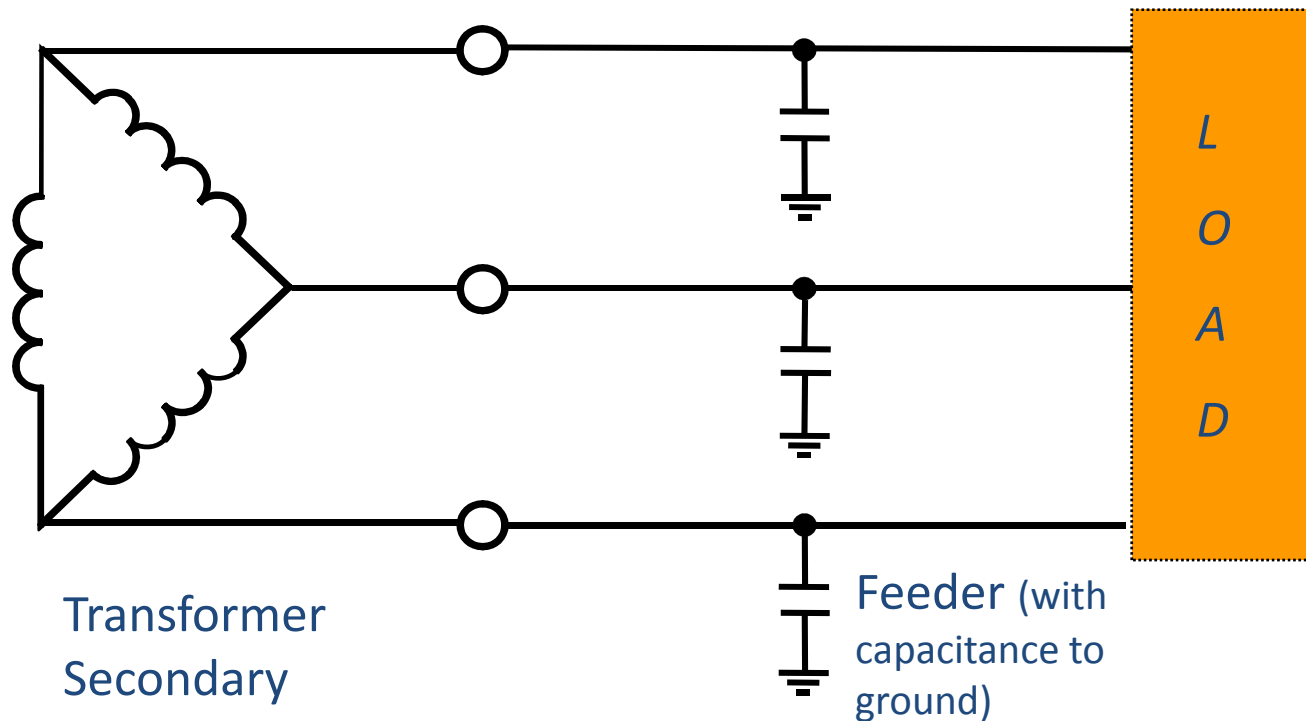 L
O
A
D
Transformer
Secondary
Feeder (with
capacitance to
ground)